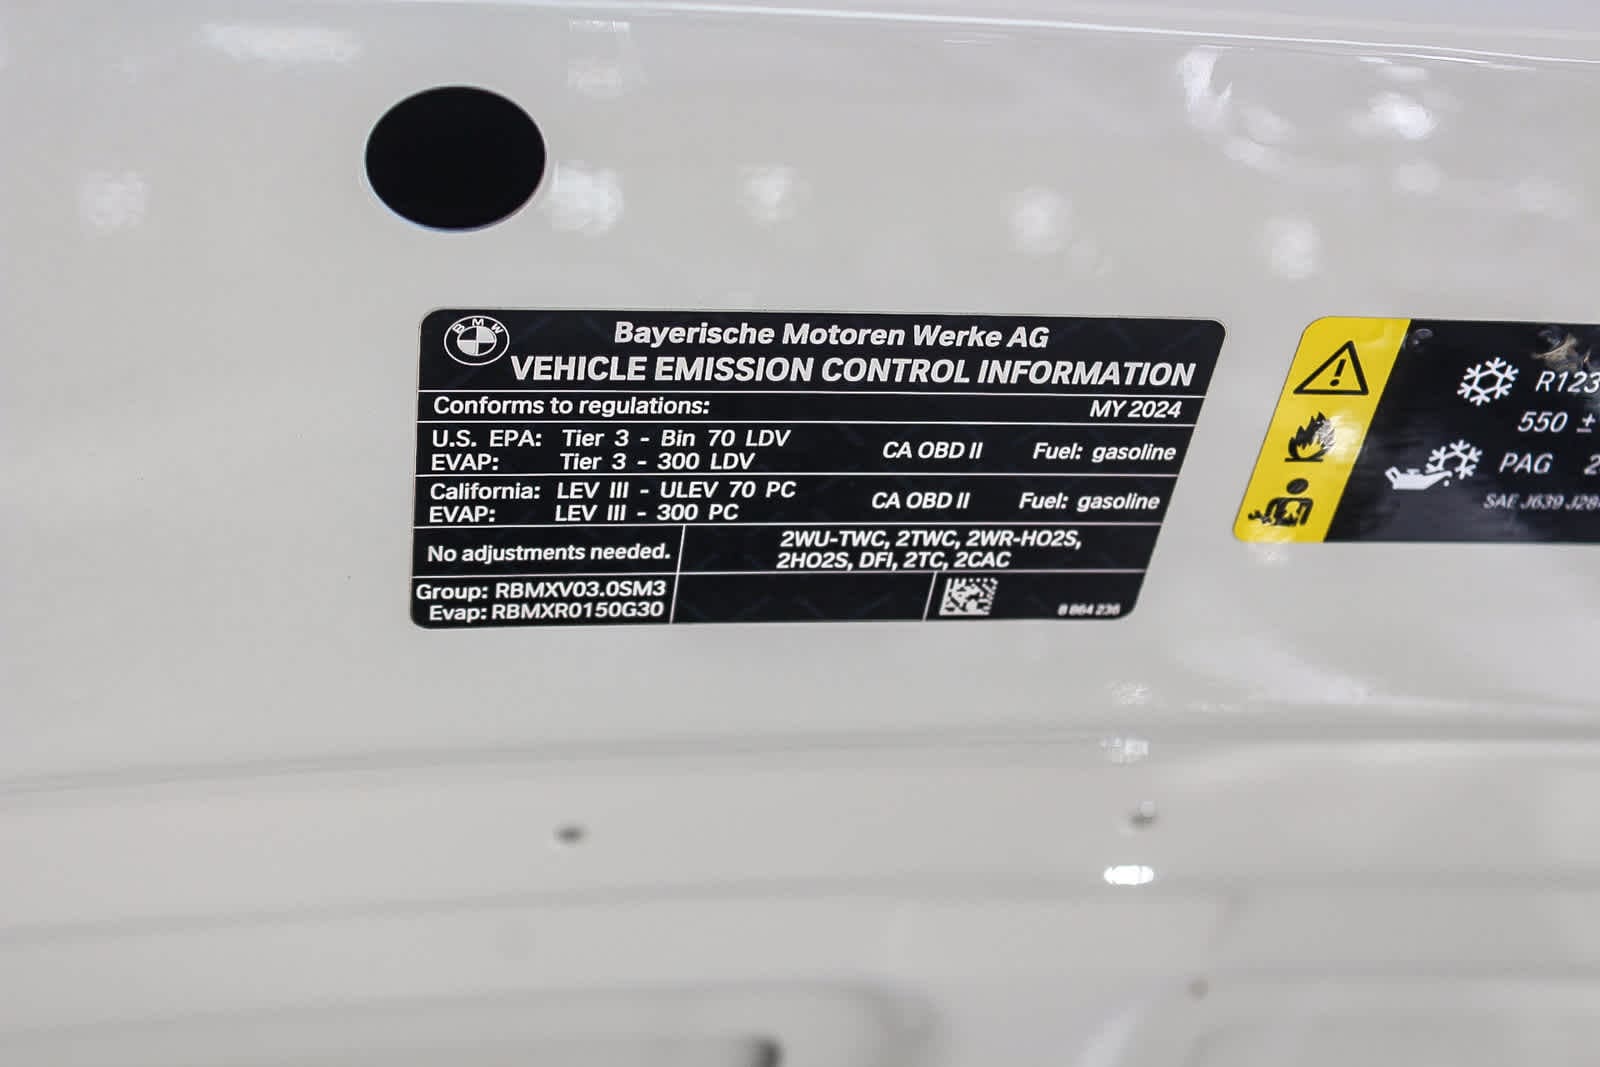 BMW
Bayerische Motoren Werke AG
VEHICLE EMISSION CONTROL INFORMATION
Conforms to regulations: MY 2024
U.S. EPA: Tier 3 - Bin 70 LDV CA OBD II Fuel: gasoline
EVAP: Tier 3 - 300 LDV
California: LEV III - ULEV 70 PC CA OBD II Fuel: gasoline
EVAP: LEV III - 300 PC
No adjustments needed. 2WU-TWC, 2TWC, 2WR-HO2S,
2HO2S, DFI, 2TC, 2CAC
Group: RBMXV03.0SM3
Evap: RBMXR0150G30
8 864 236
R123
550 ±
PAG 2
SAE J639